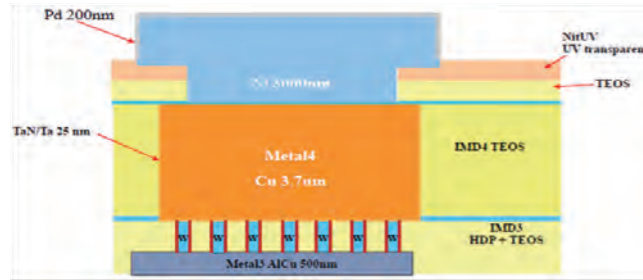 Pd 200nm
NitUV
UV transparen
Ni 3000nm
TEOS
TaN/Ta 25 nm
Metal4
Cu 3.7um
IMD4 TEOS
IMD3
HDP + TEOS
W W W W W W W
Metal3 AlCu 500nm